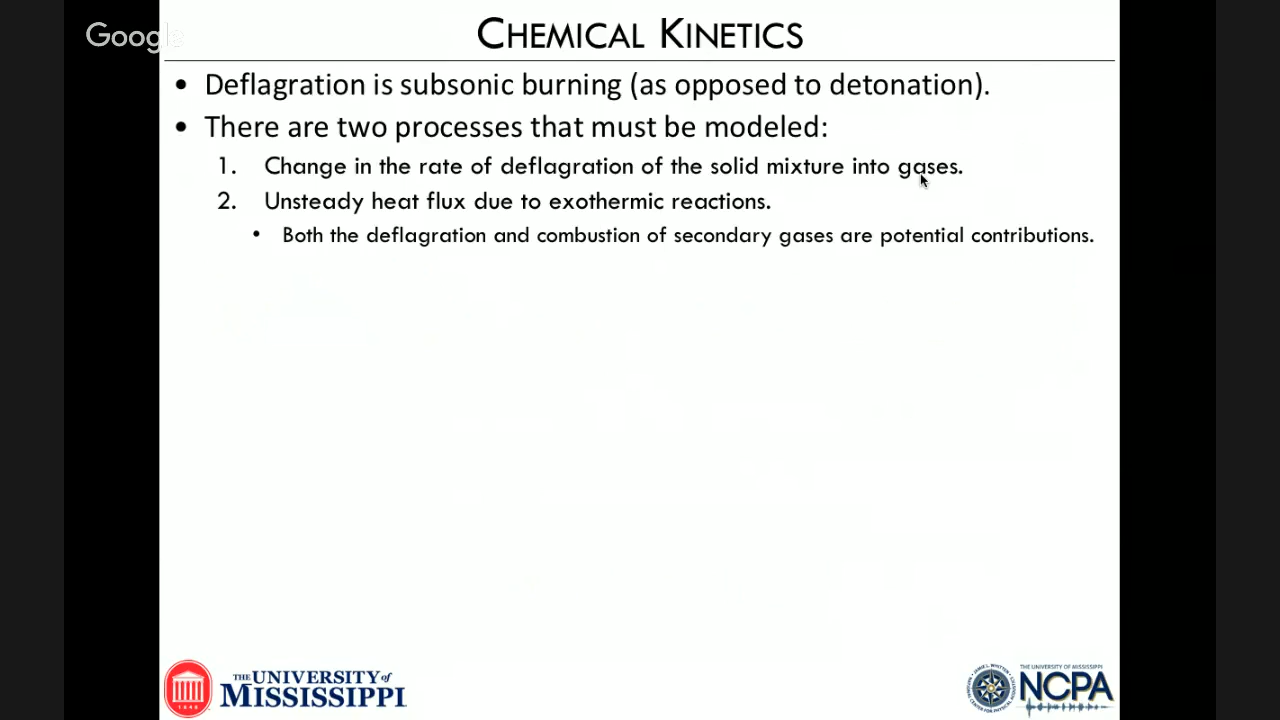 Google
CHEMICAL KINETICS
• Deflagration is subsonic burning (as opposed to detonation).
• There are two processes that must be modeled:
1. Change in the rate of deflagration of the solid mixture into gases.
2. Unsteady heat flux due to exothermic reactions.
• Both the deflagration and combustion of secondary gases are potential contributions.
THE UNIVERSITY of
MISSISSIPPI
1848
THE UNIVERSITY OF MISSISSIPPI
NCPA